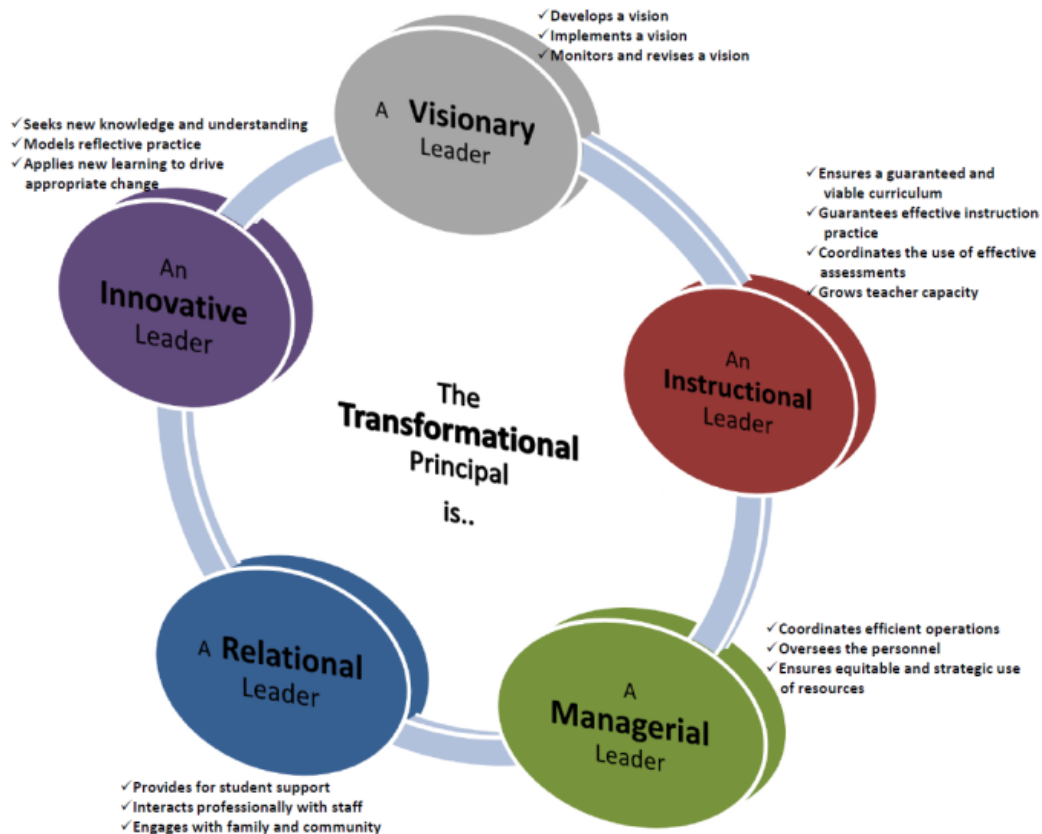 ✓Develops a vision
✓Implements a vision
✓Monitors and revises a vision
A Visionary
Leader
✓Seeks new knowledge and understanding
✓Models reflective practice
✓Applies new learning to drive
appropriate change
✓Ensures a guaranteed and
viable curriculum
✓Guarantees effective instruction
practice
✓Coordinates the use of effective
assessments
✓Grows teacher capacity
An
Innovative
Leader
An
Instructional
Leader
The
Transformational
Principal
is..
A Relational
Leader
✓Coordinates efficient operations
✓Oversees the personnel
✓Ensures equitable and strategic use
of resources
A
Managerial
Leader
✓Provides for student support
✓Interacts professionally with staff
✓Engages with family and community